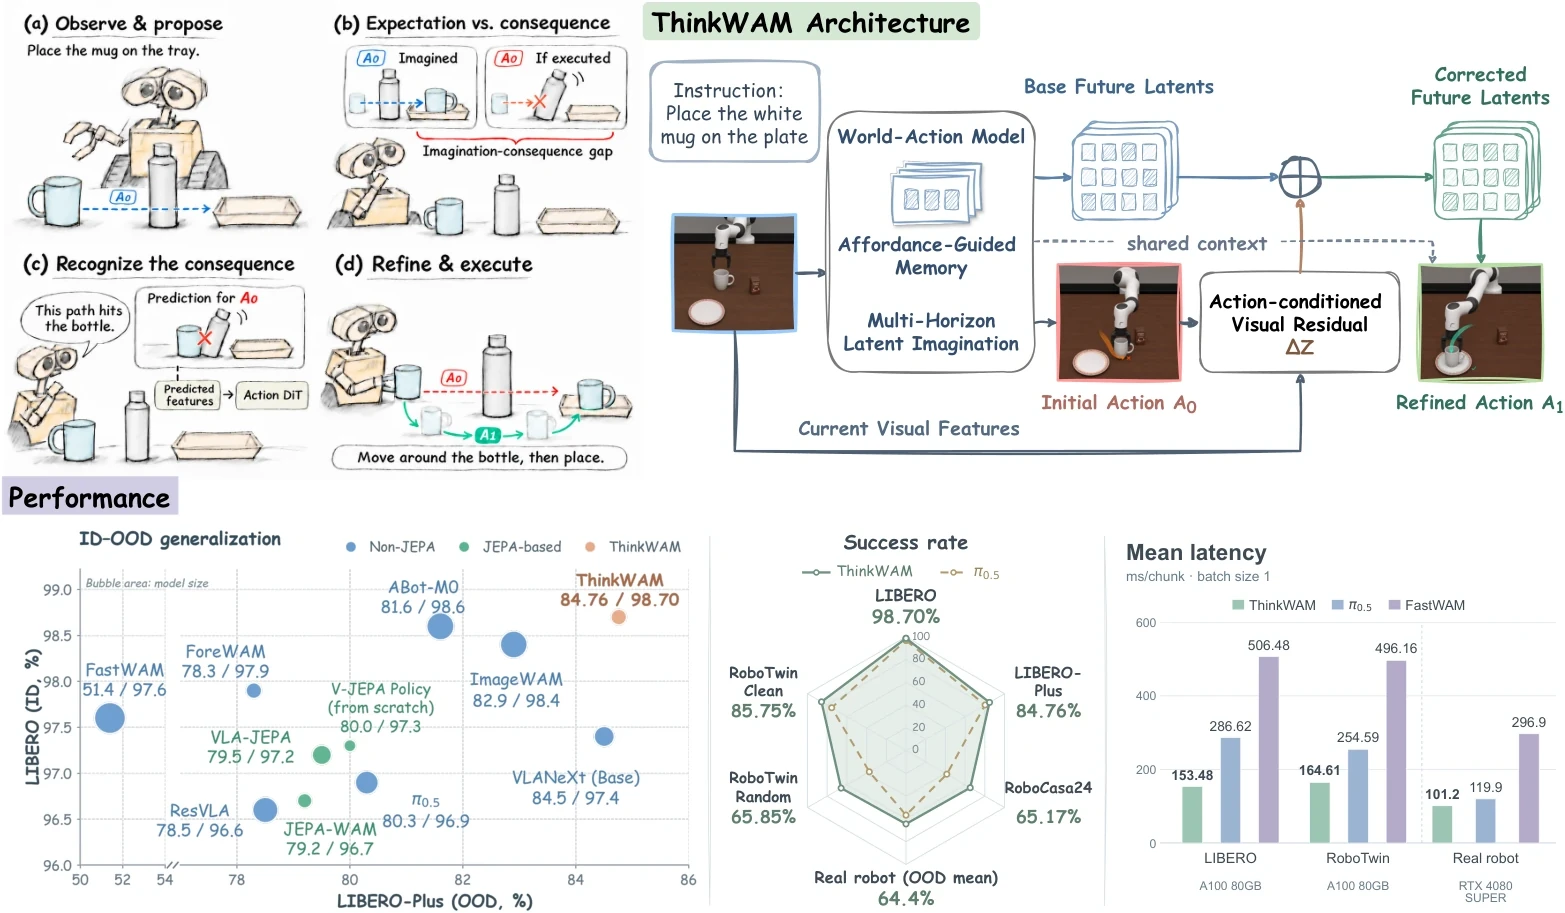 (a) Observe & propose
Place the mug on the tray.
A0
(b) Expectation vs. consequence
A0 Imagined
A0 If executed
Imagination-consequence gap
(c) Recognize the consequence
This path hits
the bottle.
Prediction for A0
Predicted
features
Action DiT
(d) Refine & execute
A0
A1
Move around the bottle, then place.
ThinkWAM Architecture
Instruction:
Place the white
mug on the plate
World-Action Model
Affordance-Guided
Memory
Multi-Horizon
Latent Imagination
Base Future Latents
Corrected
Future Latents
shared context
Initial Action A0
Action-conditioned
Visual Residual
ΔZ
Refined Action A1
Current Visual Features
Performance
ID–OOD generalization
Non-JEPA
JEPA-based
ThinkWAM
Bubble area: model size
LIBERO (ID, %)
99.0
98.5
98.0
97.5
97.0
96.5
96.0
50 52 54 78 80 82 84 86
LIBERO-Plus (OOD, %)
FastWAM
51.4 / 97.6
ForeWAM
78.3 / 97.9
ABot-M0
81.6 / 98.6
ThinkWAM
84.76 / 98.70
ImageWAM
82.9 / 98.4
V-JEPA Policy
(from scratch)
80.0 / 97.3
VLA-JEPA
79.5 / 97.2
VLANeXt (Base)
84.5 / 97.4
π0.5
80.3 / 96.9
ResVLA
78.5 / 96.6
JEPA-WAM
79.2 / 96.7
Success rate
ThinkWAM
π0.5
LIBERO
98.70%
100
80
60
40
20
0
LIBERO-
Plus
84.76%
RoboCasa24
65.17%
Real robot (OOD mean)
64.4%
RoboTwin
Random
65.85%
RoboTwin
Clean
85.75%
Mean latency
ms/chunk · batch size 1
ThinkWAM
π0.5
FastWAM
600
400
200
0
153.48
286.62
506.48
164.61
254.59
496.16
101.2
119.9
296.9
LIBERO
A100 80GB
RoboTwin
A100 80GB
Real robot
RTX 4080
SUPER